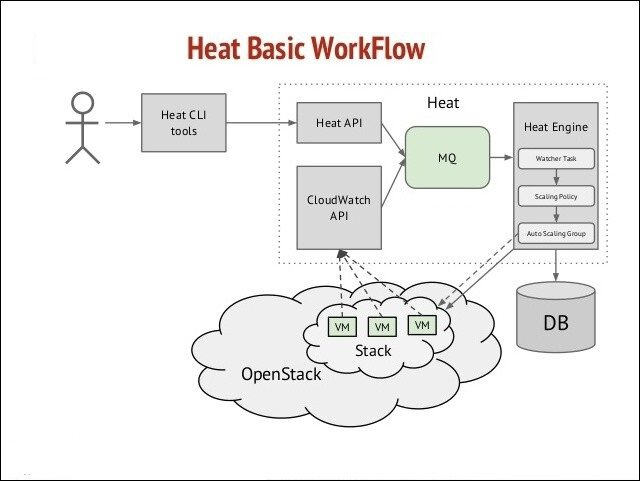 Heat Basic WorkFlow
Heat CLI
tools
Heat API
Heat
MQ
CloudWatch
API
Heat Engine
Watcher Task
Scaling Policy
Auto Scaling Group
VM
VM
VM
Stack
OpenStack
DB